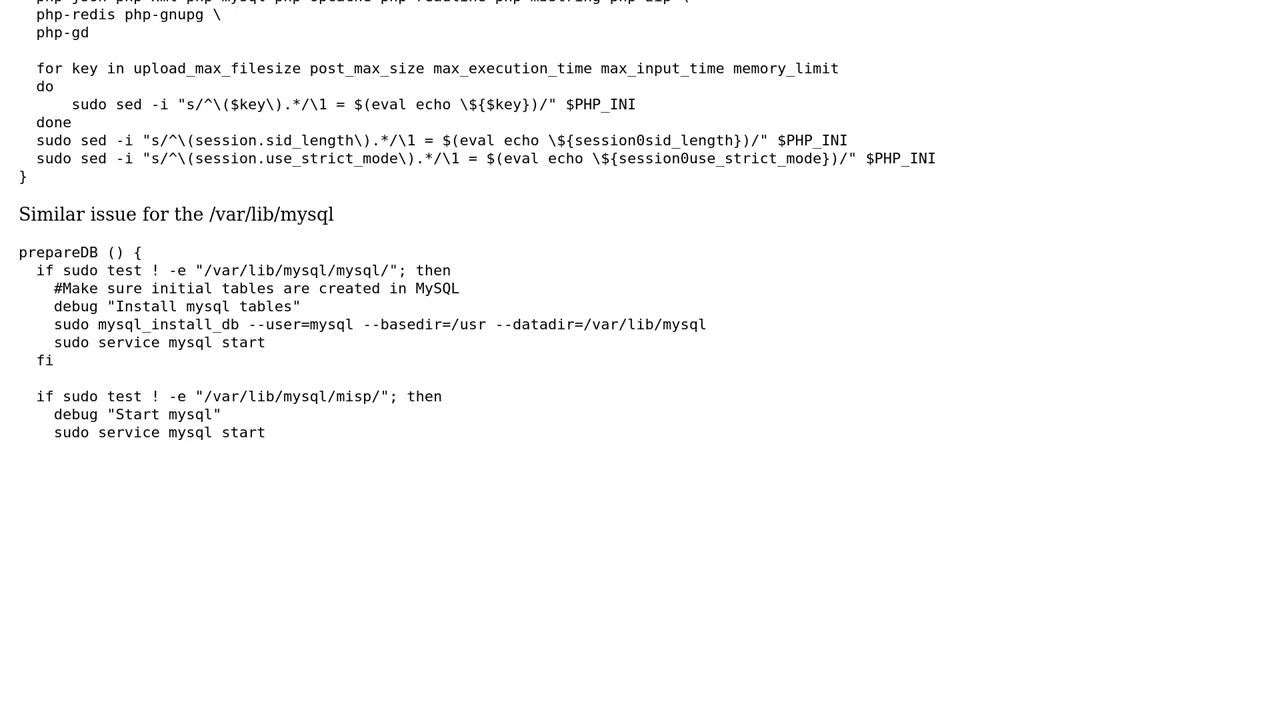 php-redis php-gnupg \
php-gd
for key in upload_max_filesize post_max_size max_execution_time max_input_time memory_limit
do
sudo sed -i "s/^\($key\).*/\1 = $(eval echo \${$key})/" $PHP_INI
done
sudo sed -i "s/^\(session.sid_length\).*/\1 = $(eval echo \${session0sid_length})/" $PHP_INI
sudo sed -i "s/^\(session.use_strict_mode\).*/\1 = $(eval echo \${session0use_strict_mode})/" $PHP_INI
}
Similar issue for the /var/lib/mysql
prepareDB () {
if sudo test ! -e "/var/lib/mysql/mysql/"; then
#Make sure initial tables are created in MySQL
debug "Install mysql tables"
sudo mysql_install_db --user=mysql --basedir=/usr --datadir=/var/lib/mysql
sudo service mysql start
fi
if sudo test ! -e "/var/lib/mysql/misp/"; then
debug "Start mysql"
sudo service mysql start